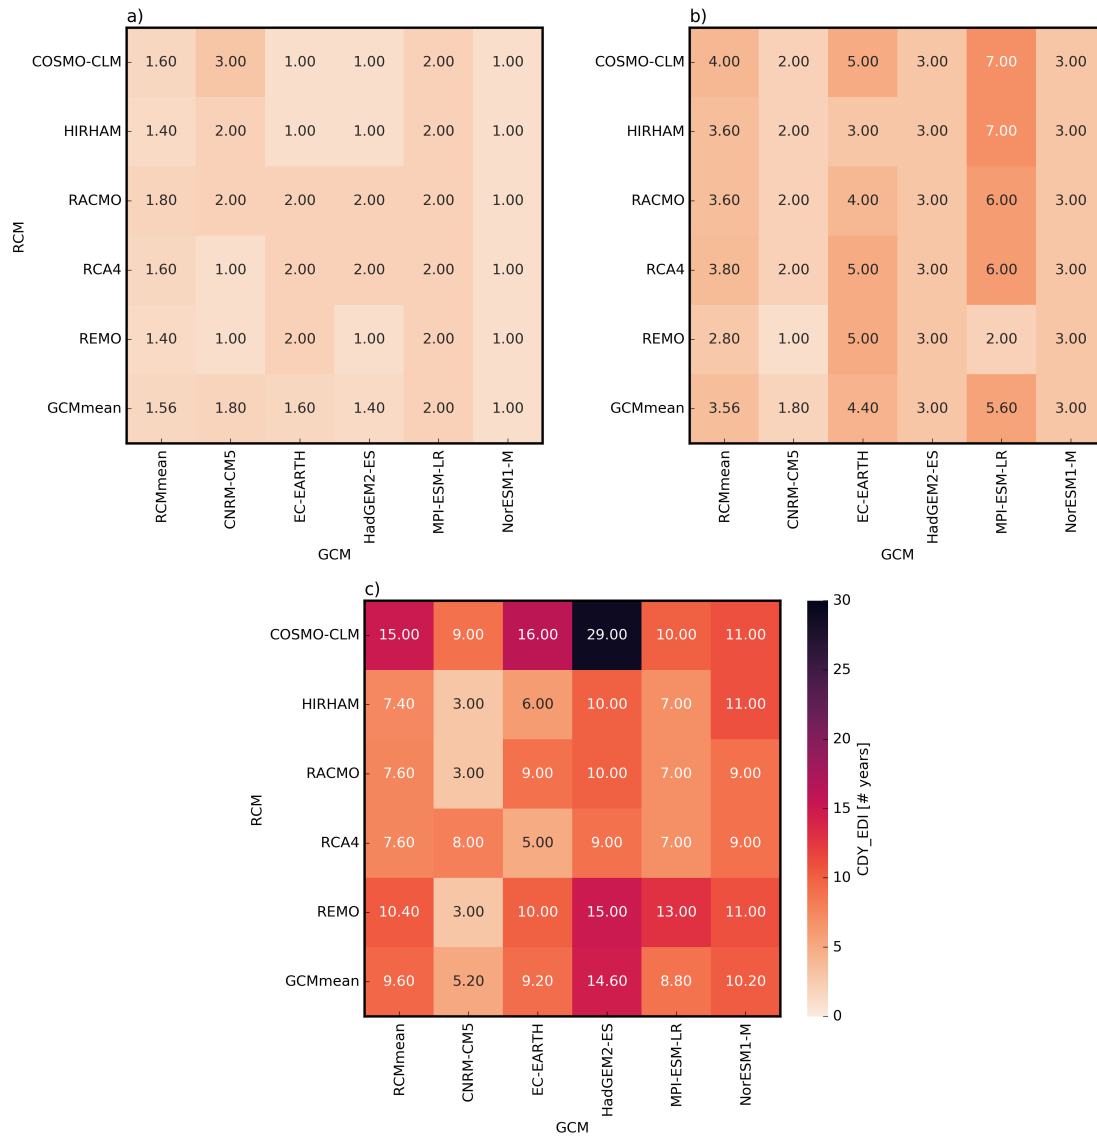 a)
COSMO-CLM 1.60 3.00 1.00 1.00 2.00 1.00
HIRHAM 1.40 2.00 1.00 1.00 2.00 1.00
RACMO 1.80 2.00 2.00 2.00 2.00 1.00
RCA4 1.60 1.00 2.00 2.00 2.00 1.00
REMO 1.40 1.00 2.00 1.00 2.00 1.00
GCMmean 1.56 1.80 1.60 1.40 2.00 1.00
RCM
RCMmean CNRM-CM5 EC-EARTH HadGEM2-ES MPI-ESM-LR NorESM1-M
GCM
b)
COSMO-CLM 4.00 2.00 5.00 3.00 7.00 3.00
HIRHAM 3.60 2.00 3.00 3.00 7.00 3.00
RACMO 3.60 2.00 4.00 3.00 6.00 3.00
RCA4 3.80 2.00 5.00 3.00 6.00 3.00
REMO 2.80 1.00 5.00 3.00 2.00 3.00
GCMmean 3.56 1.80 4.40 3.00 5.60 3.00
RCMmean CNRM-CM5 EC-EARTH HadGEM2-ES MPI-ESM-LR NorESM1-M
GCM
c)
COSMO-CLM 15.00 9.00 16.00 29.00 10.00 11.00
HIRHAM 7.40 3.00 6.00 10.00 7.00 11.00
RACMO 7.60 3.00 9.00 10.00 7.00 9.00
RCA4 7.60 8.00 5.00 9.00 7.00 9.00
REMO 10.40 3.00 10.00 15.00 13.00 11.00
GCMmean 9.60 5.20 9.20 14.60 8.80 10.20
RCM
RCMmean CNRM-CM5 EC-EARTH HadGEM2-ES MPI-ESM-LR NorESM1-M
GCM
30
25
20
15
10
5
0
CDY_EDI [# years]